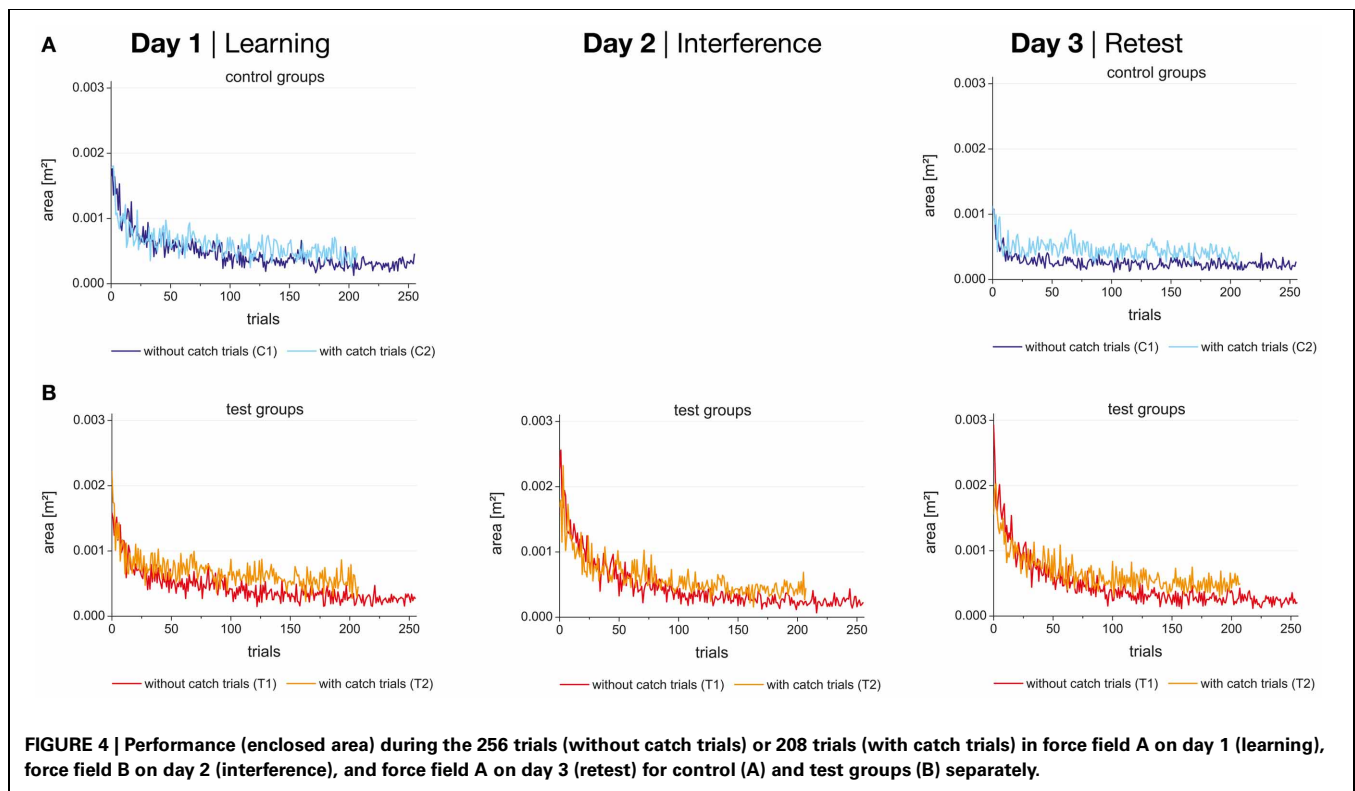 A
Day 1 | Learning
Day 2 | Interference
Day 3 | Retest
control groups
0.003
0.002
0.001
0.000
area [m²]
0 50 100 150 200 250
trials
without catch trials (C1) with catch trials (C2)
control groups
0.003
0.002
0.001
0.000
area [m²]
0 50 100 150 200 250
trials
without catch trials (C1) with catch trials (C2)
B
test groups
0.003
0.002
0.001
0.000
area [m²]
0 50 100 150 200 250
trials
without catch trials (T1) with catch trials (T2)
test groups
0.003
0.002
0.001
0.000
area [m²]
0 50 100 150 200 250
trials
without catch trials (T1) with catch trials (T2)
test groups
0.003
0.002
0.001
0.000
area [m²]
0 50 100 150 200 250
trials
without catch trials (T1) with catch trials (T2)
FIGURE 4 | Performance (enclosed area) during the 256 trials (without catch trials) or 208 trials (with catch trials) in force field A on day 1 (learning),
force field B on day 2 (interference), and force field A on day 3 (retest) for control (A) and test groups (B) separately.